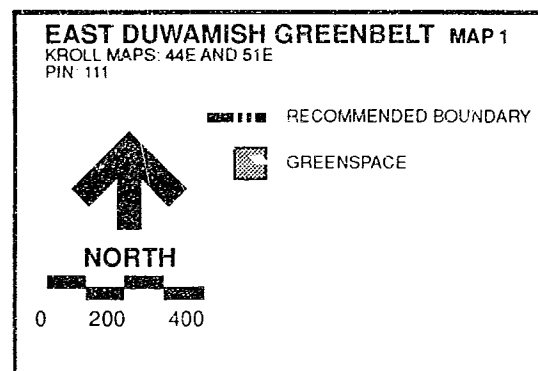 EAST DUWAMISH GREENBELT MAP 1
KROLL MAPS: 44E AND 51E
PIN: 111
RECOMMENDED BOUNDARY
GREENSPACE
NORTH
0 200 400